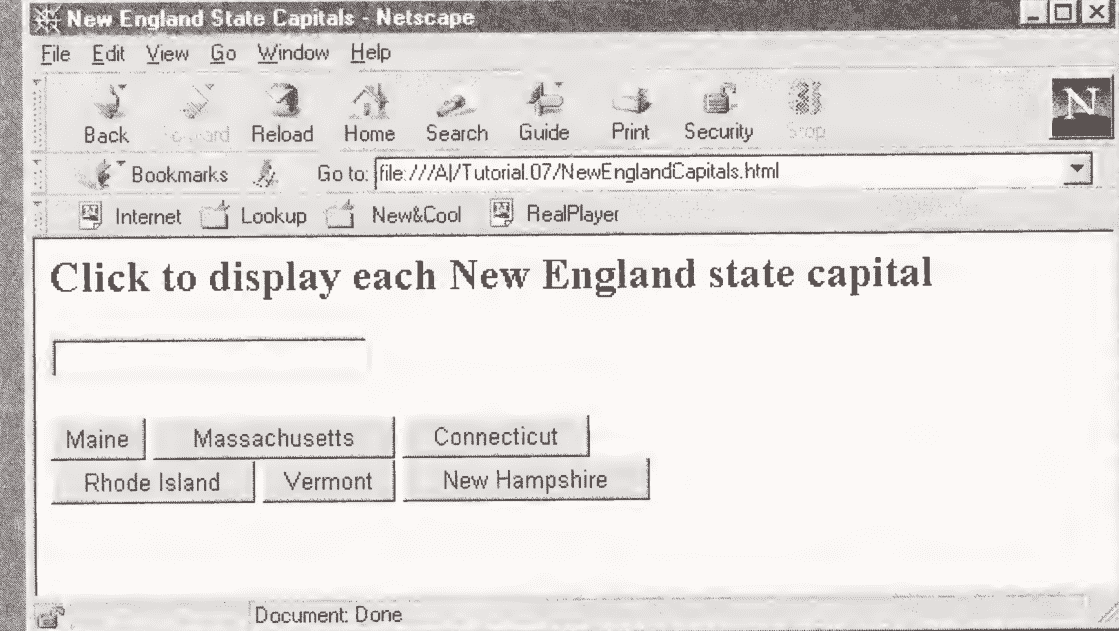 New England State Capitals - Netscape
File Edit View Go Window Help
Back Forward Reload Home Search Guide Print Security Stop
N
Bookmarks Go to: file:///A|/Tutorial.07/NewEnglandCapitals.html
Internet Lookup New&Cool RealPlayer
Click to display each New England state capital
Maine Massachusetts Connecticut
Rhode Island Vermont New Hampshire
Document: Done